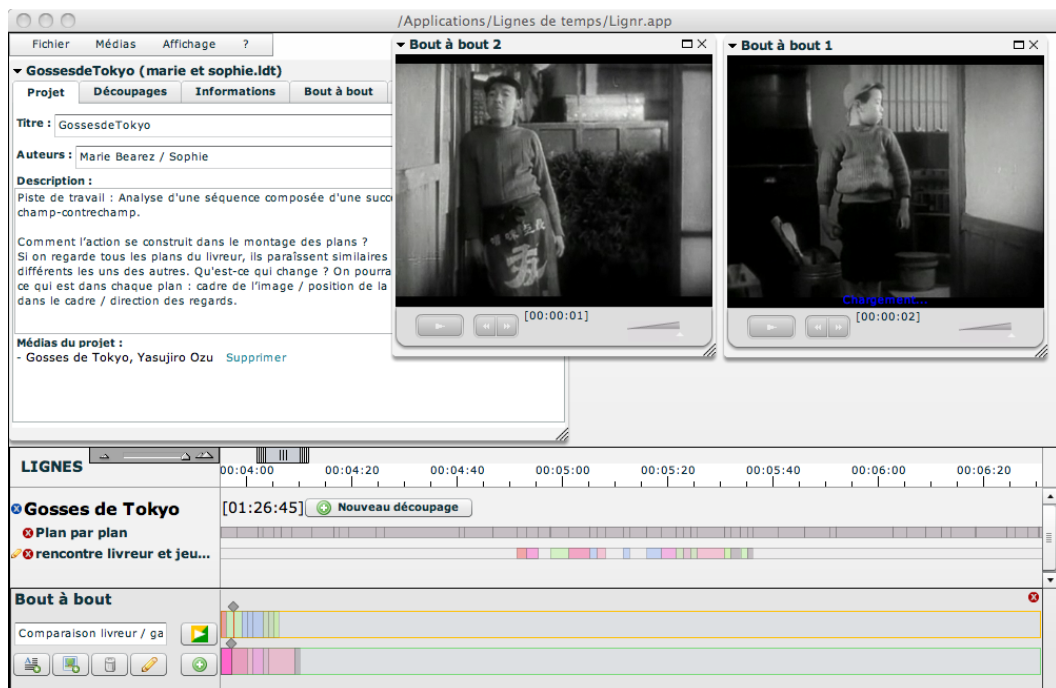 /Applications/Lignes de temps/Lignr.app
Fichier Médias Affichage ?
GossesdeTokyo (marie et sophie.ldt)
Projet Découpages Informations Bout à bout
Titre : GossesdeTokyo
Auteurs : Marie Bearez / Sophie
Description :
Piste de travail : Analyse d'une séquence composée d'une succ
champ-contrechamp.
Comment l'action se construit dans le montage des plans ?
Si on regarde tous les plans du livreur, ils paraîssent similaires
différents les uns des autres. Qu'est-ce qui change ? On pourra
ce qui est dans chaque plan : cadre de l'image / position de la
dans le cadre / direction des regards.
Médias du projet :
- Gosses de Tokyo, Yasujiro Ozu Supprimer
Bout à bout 2
[00:00:01]
Bout à bout 1
Chargement...
[00:00:02]
LIGNES
00:04:00 00:04:20 00:04:40 00:05:00 00:05:20 00:05:40 00:06:00 00:06:20
Gosses de Tokyo [01:26:45] Nouveau découpage
Plan par plan
rencontre livreur et jeu...
Bout à bout
Comparaison livreur / ga